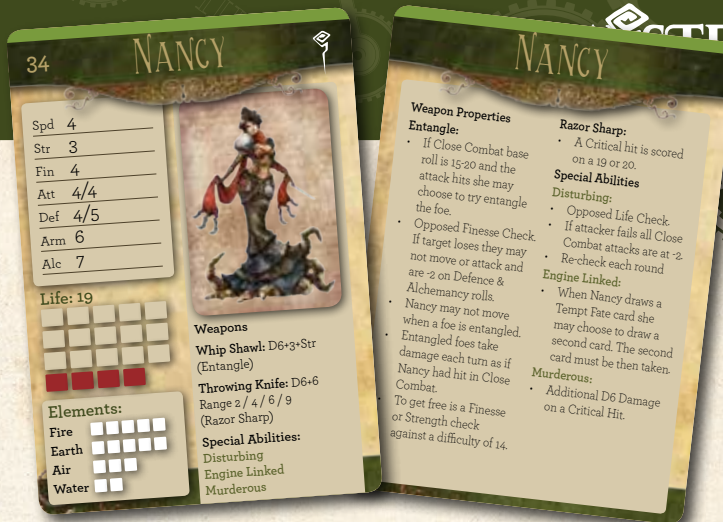 34
NANCY
Spd 4
Str 3
Fin 4
Att 4/4
Def 4/5
Arm 6
Alc 7
Life: 19
Elements:
Fire
Earth
Air
Water
Weapons
Whip Shawl: D6+3+Str
(Entangle)
Throwing Knife: D6+6
Range 2 / 4 / 6 / 9
(Razor Sharp)
Special Abilities:
Disturbing
Engine Linked
Murderous
NANCY
Weapon Properties
Entangle:
• If Close Combat base
roll is 15-20 and the
attack hits she may
choose to try entangle
the foe.
• Opposed Finesse Check.
If target loses they may
not move or attack and
are -2 on Defence &
Alchemancy rolls.
• Nancy may not move
when a foe is entangled.
• Entangled foes take
damage each turn as if
Nancy had hit in Close
Combat.
• To get free is a Finesse
or Strength check
against a difficulty of 14.
Razor Sharp:
• A Critical hit is scored
on a 19 or 20.
Special Abilities
Disturbing:
• Opposed Life Check.
• If attacker fails all Close
Combat attacks are at -2.
• Re-check each round
Engine Linked:
• When Nancy draws a
Tempt Fate card she
may choose to draw a
second card. The second
card must be then taken.
Murderous:
• Additional D6 Damage
on a Critical Hit.